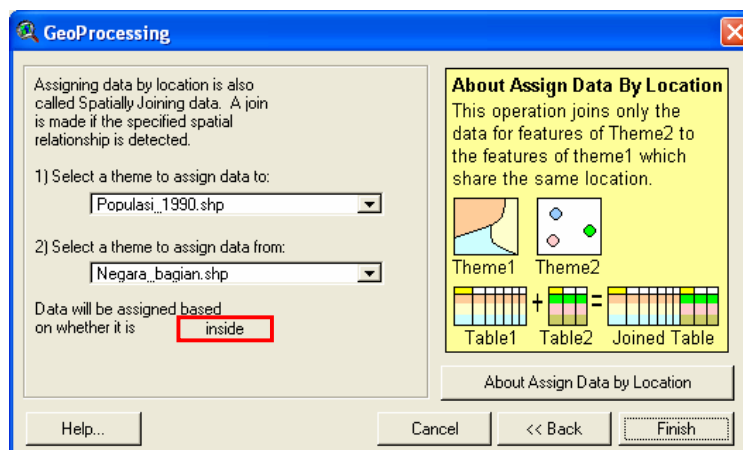 GeoProcessing
Assigning data by location is also
called Spatially Joining data. A join
is made if the specified spatial
relationship is detected.
1) Select a theme to assign data to:
Populasi_1990.shp
2) Select a theme to assign data from:
Negara_bagian.shp
Data will be assigned based
on whether it is inside
About Assign Data By Location
This operation joins only the
data for features of Theme2 to
the features of theme1 which
share the same location.
Theme1 Theme2
+ =
Table1 Table2 Joined Table
About Assign Data by Location
Help... Cancel << Back Finish